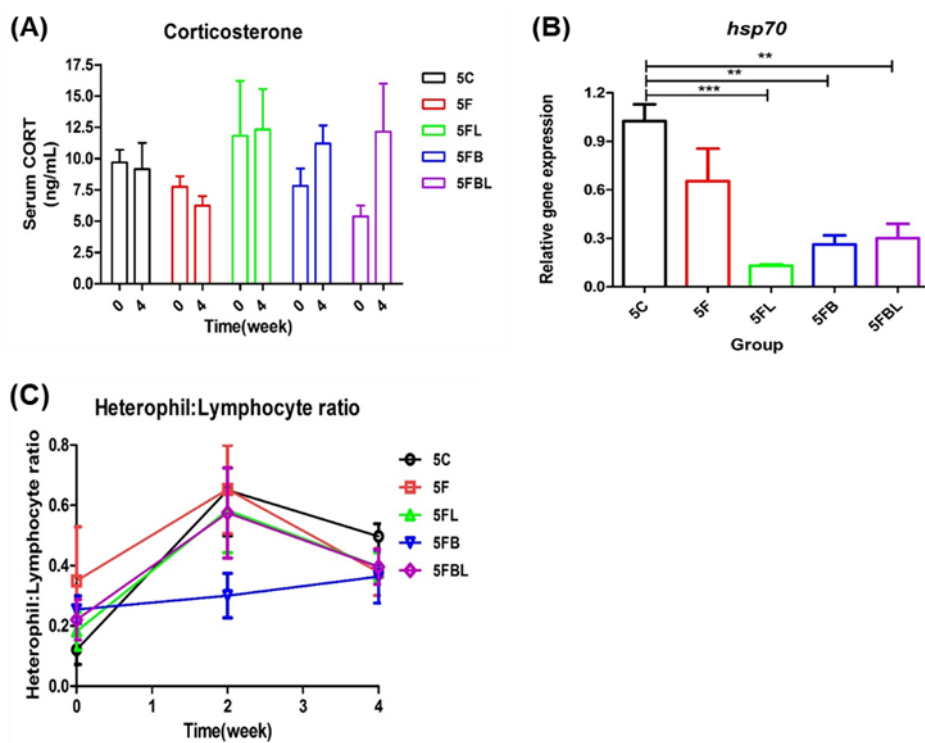 (A)
Corticosterone
Serum CORT
(ng/mL)
17.5
15.0
12.5
10.0
7.5
5.0
2.5
0.0
0 4 0 4 0 4 0 4 0 4
Time(week)
5C
5F
5FL
5FB
5FBL
(B)
hsp70
**
**
***
Relative gene expression
1.2
0.9
0.6
0.3
0.0
5C 5F 5FL 5FB 5FBL
Group
(C)
Heterophil:Lymphocyte ratio
Heterophil:Lymphocyte ratio
0.8
0.6
0.4
0.2
0.0
0 1 2 3 4
Time(week)
5C
5F
5FL
5FB
5FBL